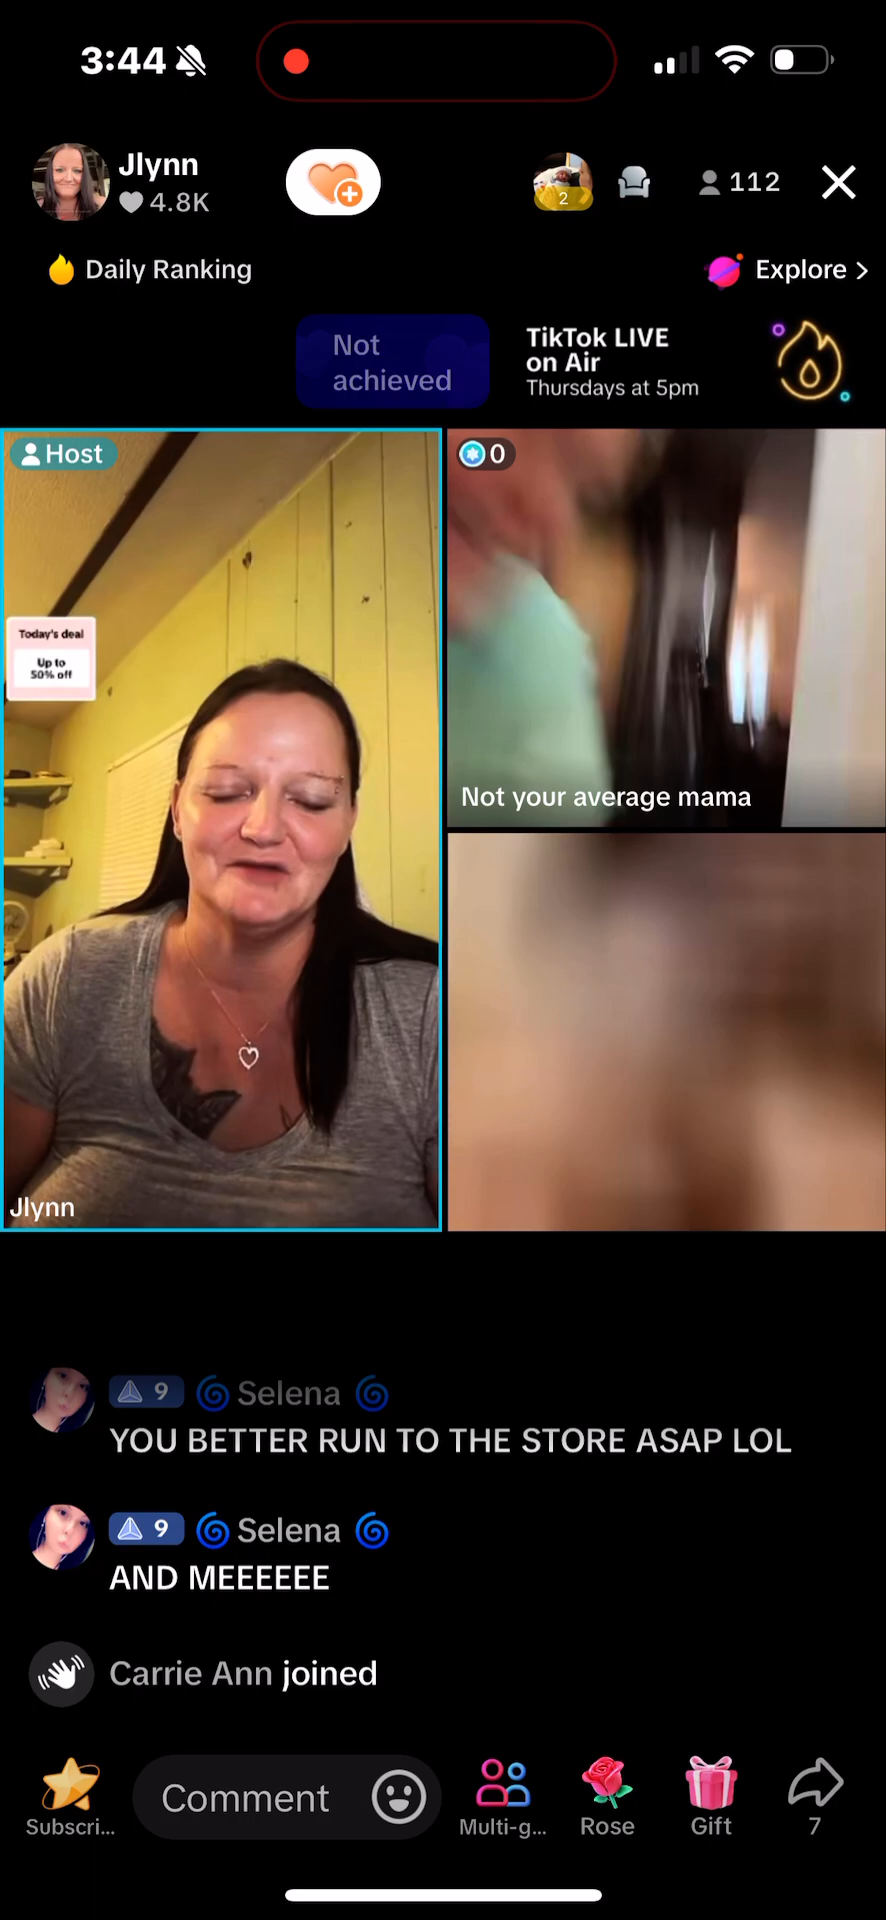 3:44
Jlynn
4.8K
2
112
Daily Ranking
Explore >
Not
achieved
TikTok LIVE
on Air
Thursdays at 5pm
Host
0
Today's deal
Up to
50% off
Not your average mama
Jlynn
9 Selena
YOU BETTER RUN TO THE STORE ASAP LOL
9 Selena
AND MEEEEEE
Carrie Ann joined
Subscri...
Comment
Multi-g...
Rose
Gift
7